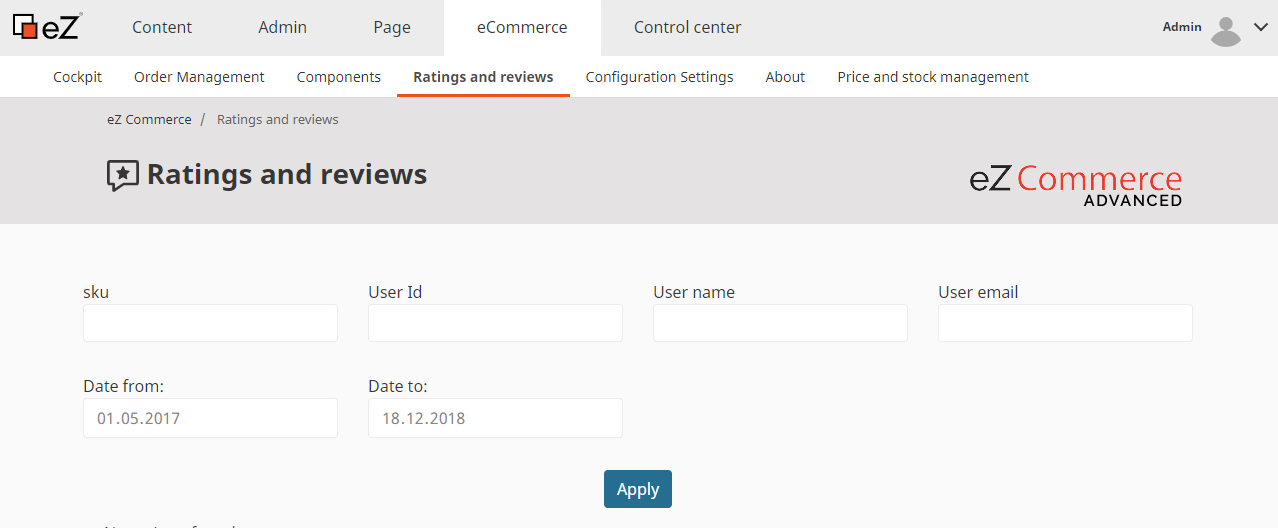 eZ Content Admin Page eCommerce Control center Admin
Cockpit Order Management Components Ratings and reviews Configuration Settings About Price and stock management
eZ Commerce / Ratings and reviews
Ratings and reviews
eZ Commerce
ADVANCED
sku User Id User name User email
Date from: Date to:
01.05.2017 18.12.2018
Apply